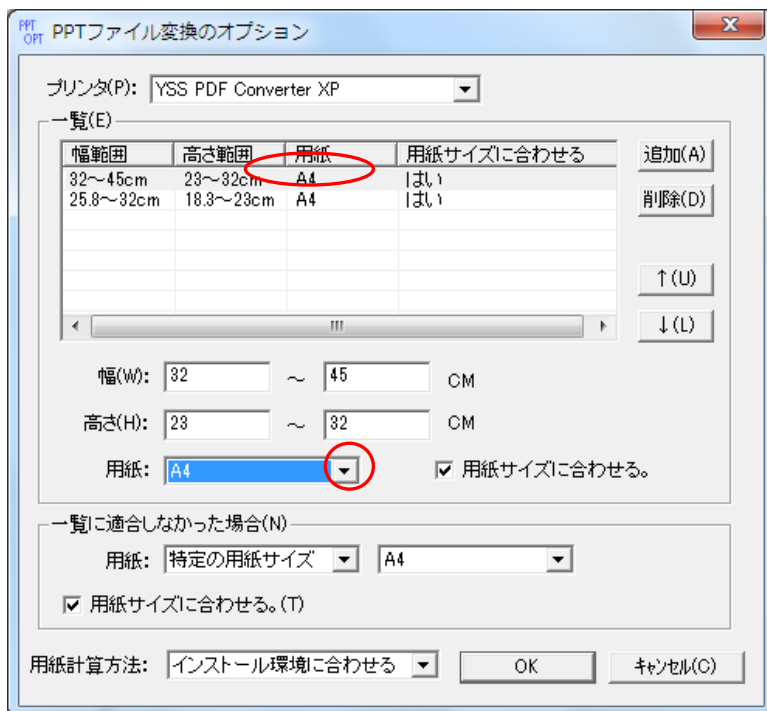 PPT OPT PPTファイル変換のオプション
プリンタ(P): YSS PDF Converter XP
一覧(E)
幅範囲 高さ範囲 用紙 用紙サイズに合わせる 追加(A)
32～45cm 23～32cm A4 はい
25.8～32cm 18.3～23cm A4 はい 削除(D)
↑(U)
↓(L)
幅(W): 32 ～ 45 CM
高さ(H): 23 ～ 32 CM
用紙: A4 用紙サイズに合わせる。
一覧に適合しなかった場合(N)
用紙: 特定の用紙サイズ A4
用紙サイズに合わせる。(T)
用紙計算方法: インストール環境に合わせる OK キャンセル(C)